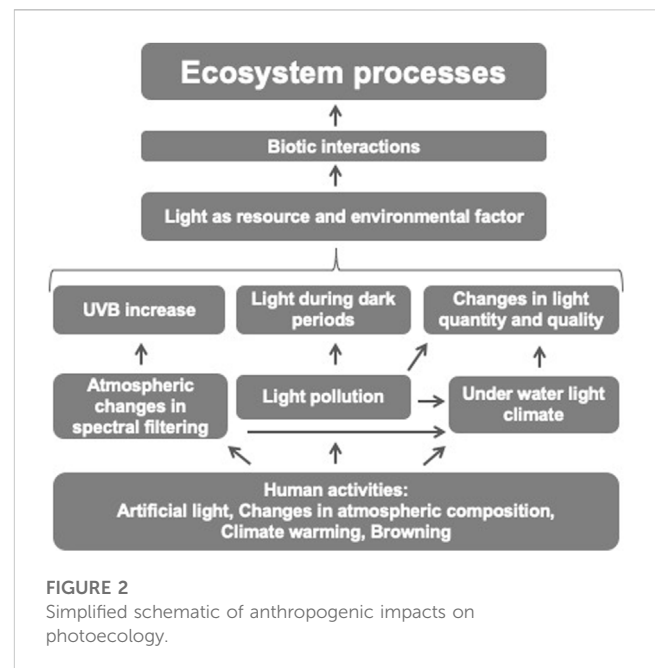 Ecosystem processes
Biotic interactions
Light as resource and environmental factor
UVB increase
Light during dark
periods
Changes in light
quantity and quality
Atmospheric
changes in
spectral filtering
Light pollution
Under water light
climate
Human activities:
Artificial light, Changes in atmospheric composition,
Climate warming, Browning
FIGURE 2
Simplified schematic of anthropogenic impacts on
photoecology.